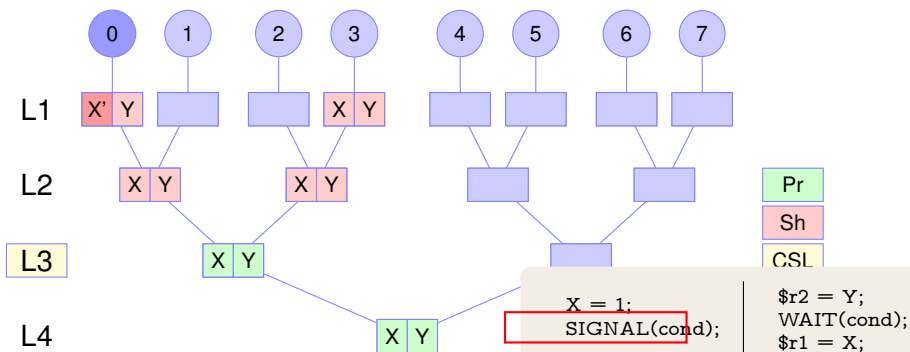 0 1 2 3 4 5 6 7
L1 X' Y X Y
L2 X Y X Y Pr
Sh
L3 X Y CSL
X = 1; $r2 = Y;
SIGNAL(cond); WAIT(cond);
L4 X Y $r1 = X;